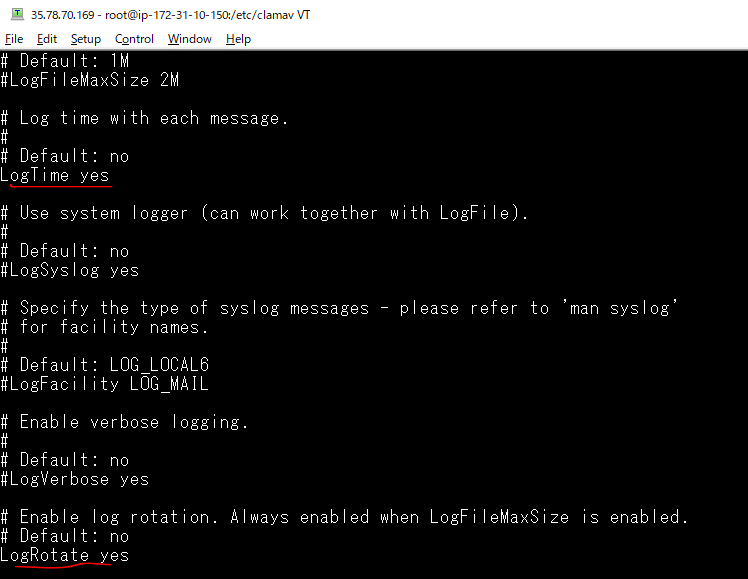 35.78.70.169 - root@ip-172-31-10-150:/etc/clamav VT
File Edit Setup Control Window Help
# Default: 1M
#LogFileMaxSize 2M
# Log time with each message.
#
# Default: no
LogTime yes
# Use system logger (can work together with LogFile).
#
# Default: no
#LogSyslog yes
# Specify the type of syslog messages - please refer to 'man syslog'
# for facility names.
#
# Default: LOG_LOCAL6
#LogFacility LOG_MAIL
# Enable verbose logging.
#
# Default: no
#LogVerbose yes
# Enable log rotation. Always enabled when LogFileMaxSize is enabled.
# Default: no
LogRotate yes